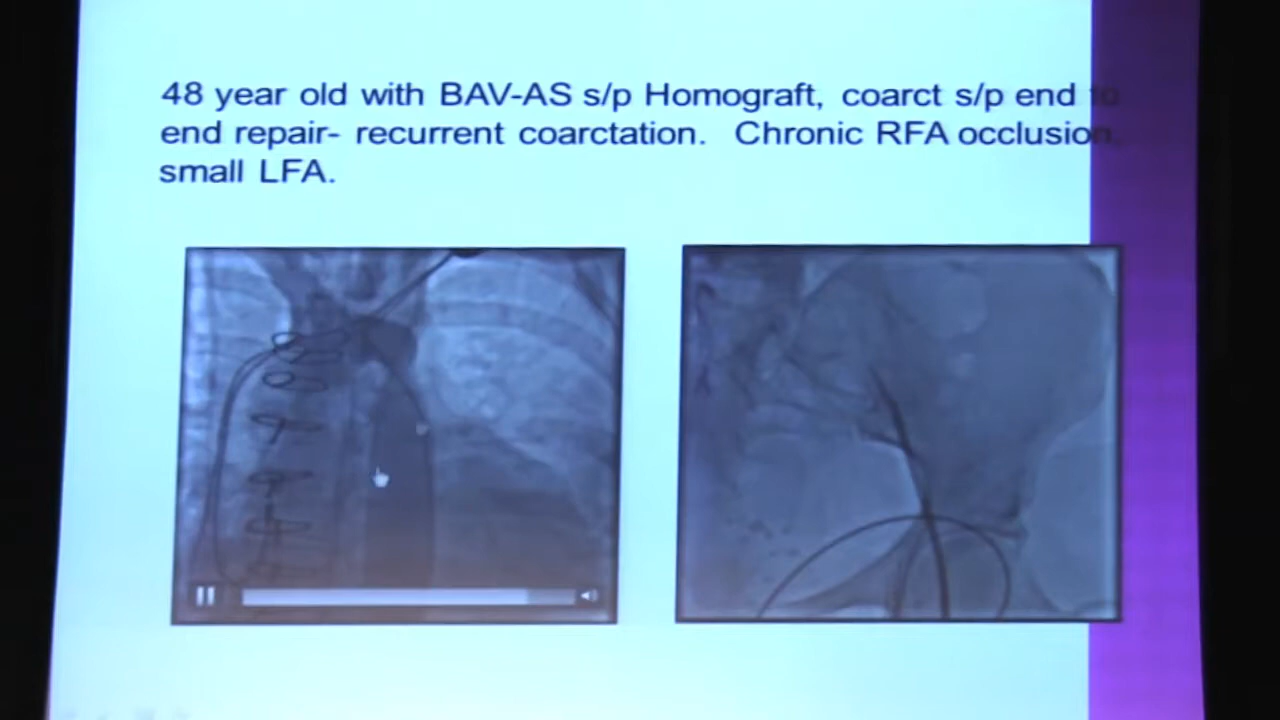 48 year old with BAV-AS s/p Homograft, coarct s/p end to
end repair- recurrent coarctation. Chronic RFA occlusion,
small LFA.